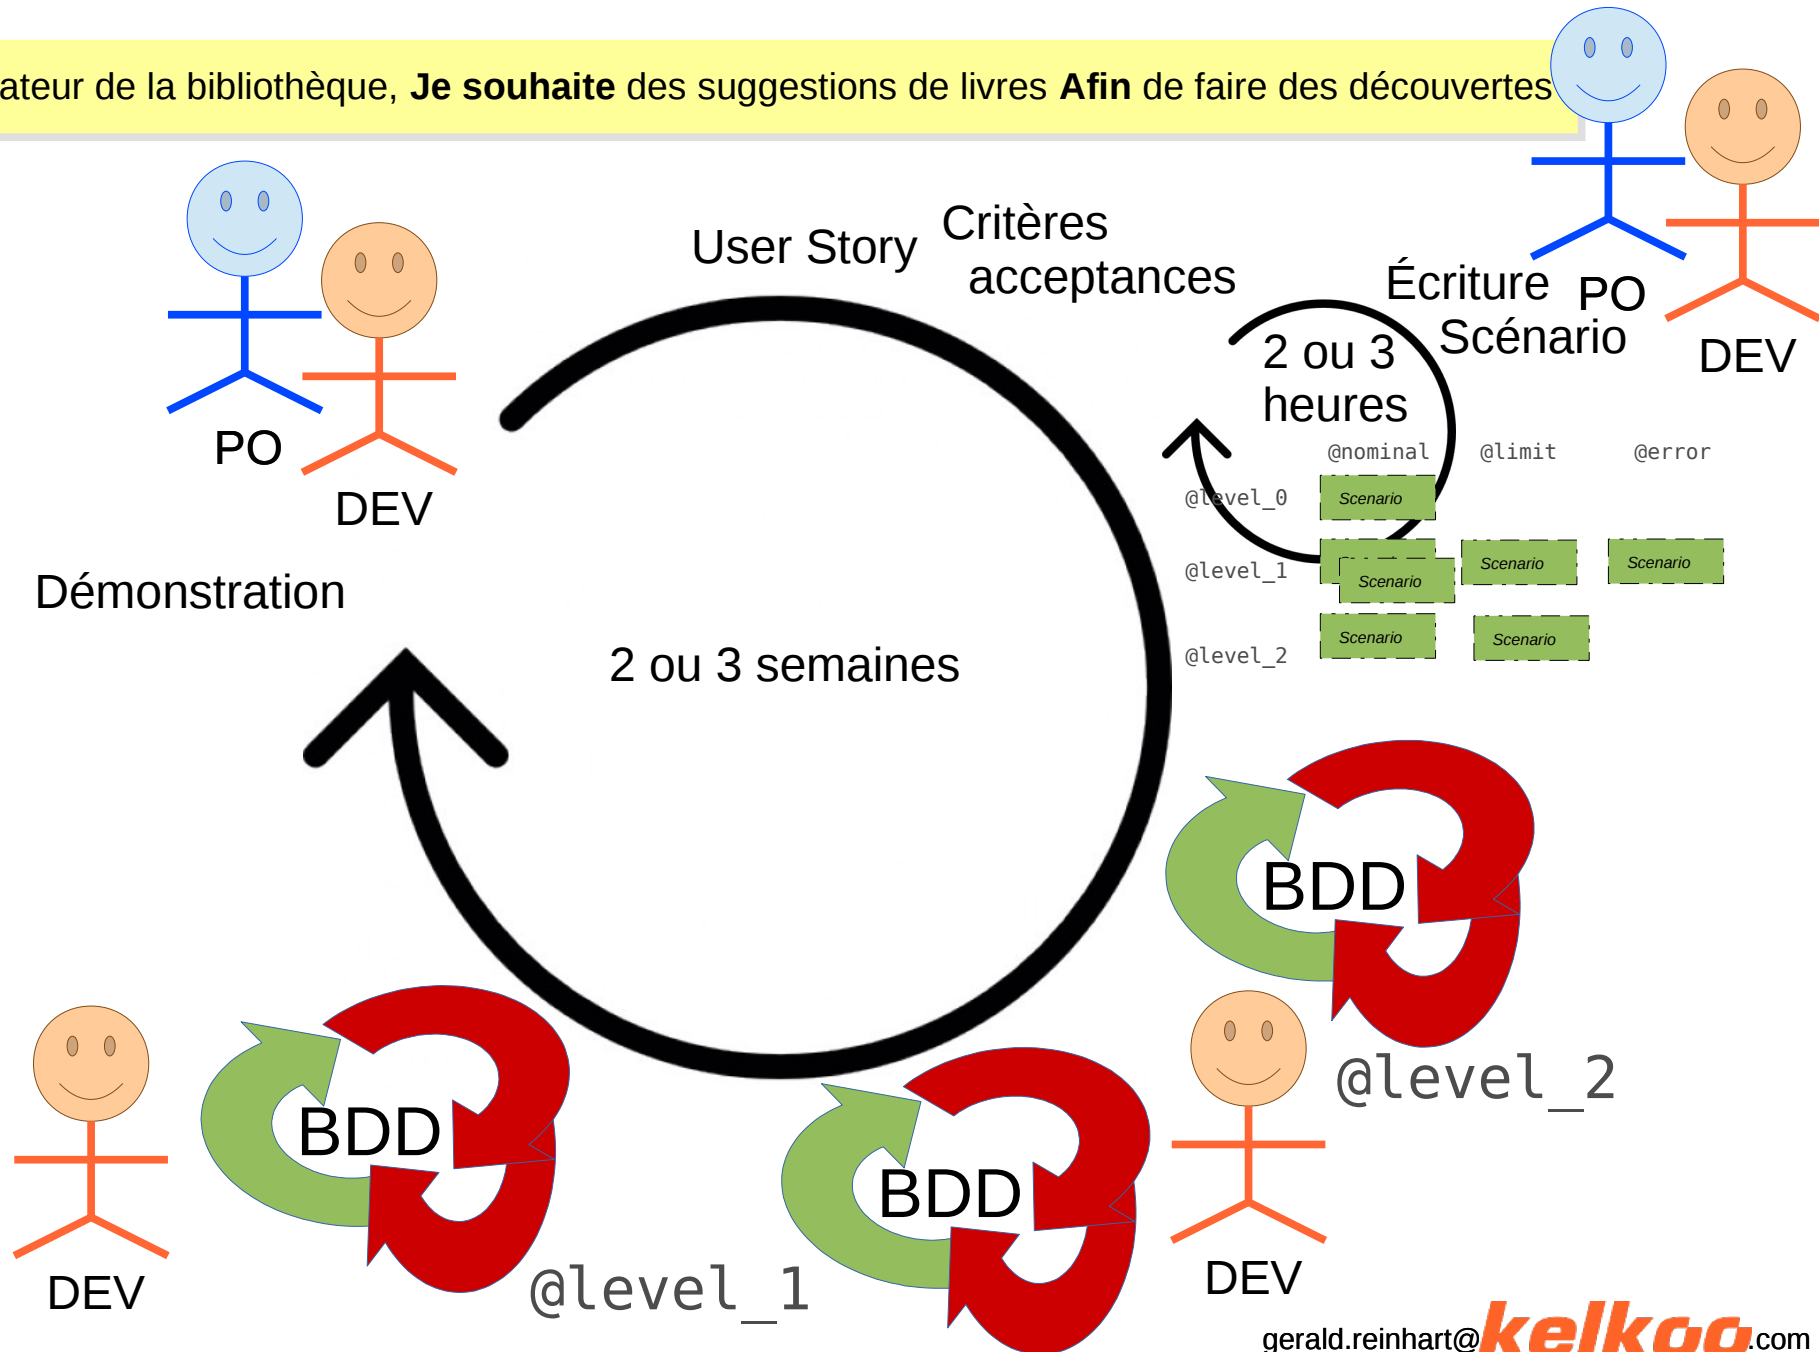 ateur de la bibliothèque, Je souhaite des suggestions de livres Afin de faire des découvertes
User Story
Critères
acceptances
Écriture
Scénario
PO
DEV
2 ou 3
heures
PO
DEV
@nominal @limit @error
@level_0 Scenario
@level_1 Scenario Scenario Scenario
@level_2 Scenario Scenario
Démonstration
2 ou 3 semaines
BDD
@level_2
BDD
BDD
@level_1
DEV
DEV
gerald.reinhart@kelkoo.com